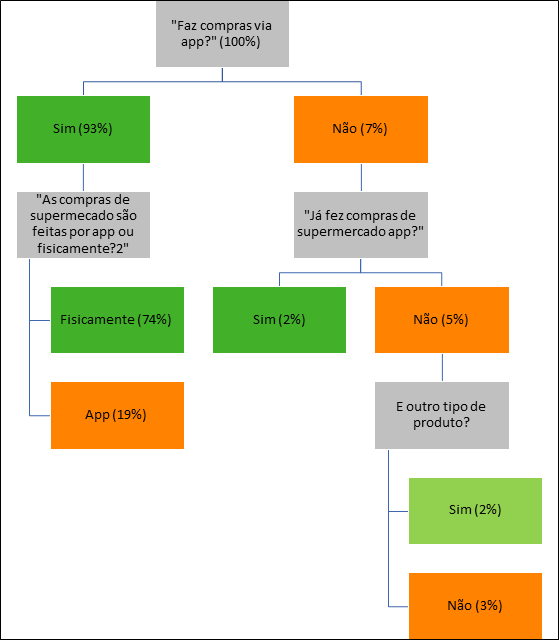 "Faz compras via
app?" (100%)
Sim (93%)
Não (7%)
"As compras de
supermecado são
feitas por app ou
fisicamente?2"
"Já fez compras de
supermercado app?"
Fisicamente (74%)
Sim (2%)
Não (5%)
App (19%)
E outro tipo de
produto?
Sim (2%)
Não (3%)